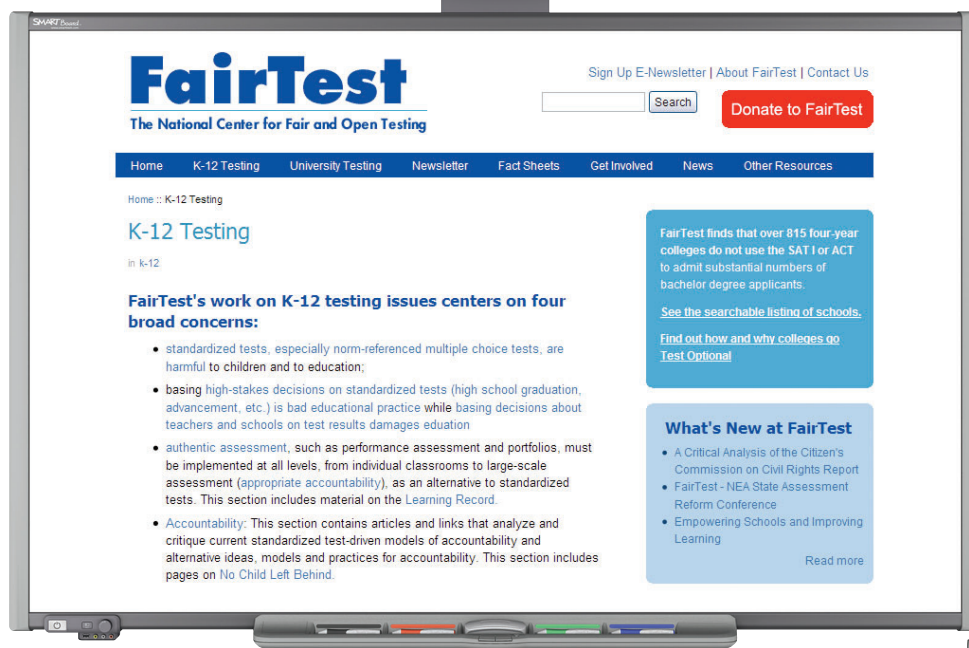 SMART Board
FairTest
The National Center for Fair and Open Testing
Sign Up E-Newsletter | About FairTest | Contact Us
Search
Donate to FairTest
Home K-12 Testing University Testing Newsletter Fact Sheets Get Involved News Other Resources
Home :: K-12 Testing
K-12 Testing
in k-12
FairTest's work on K-12 testing issues centers on four
broad concerns:
• standardized tests, especially norm-referenced multiple choice tests, are
harmful to children and to education;
• basing high-stakes decisions on standardized tests (high school graduation,
advancement, etc.) is bad educational practice while basing decisions about
teachers and schools on test results damages eduation
• authentic assessment, such as performance assessment and portfolios, must
be implemented at all levels, from individual classrooms to large-scale
assessment (appropriate accountability), as an alternative to standardized
tests. This section includes material on the Learning Record.
• Accountability: This section contains articles and links that analyze and
critique current standardized test-driven models of accountability and
alternative ideas, models and practices for accountability. This section includes
pages on No Child Left Behind.
FairTest finds that over 815 four-year
colleges do not use the SAT I or ACT
to admit substantial numbers of
bachelor degree applicants.
See the searchable listing of schools.
Find out how and why colleges go
Test Optional
What's New at FairTest
• A Critical Analysis of the Citizen's
Commission on Civil Rights Report
• FairTest - NEA State Assessment
Reform Conference
• Empowering Schools and Improving
Learning
Read more